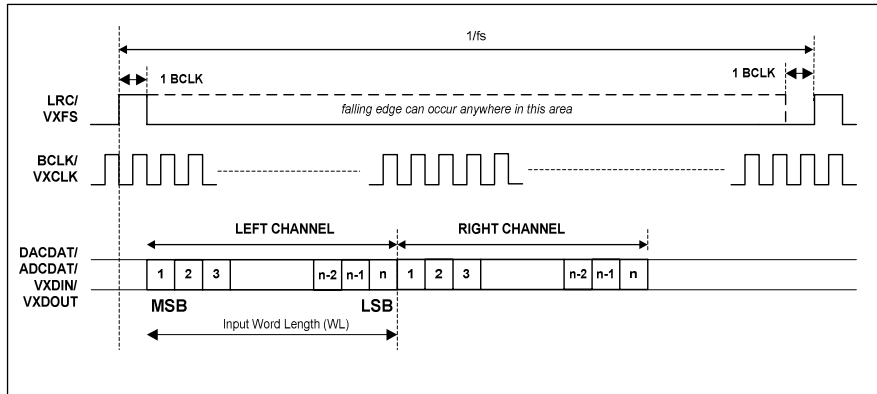 1/fs
1 BCLK
1 BCLK
LRC/
VXFS
falling edge can occur anywhere in this area
BCLK/
VXCLK
LEFT CHANNEL
RIGHT CHANNEL
DACDAT/
ADCDAT/
VXDIN/
VXDOUT
1 2 3 n-2 n-1 n 1 2 3 n-2 n-1 n
MSB LSB
Input Word Length (WL)